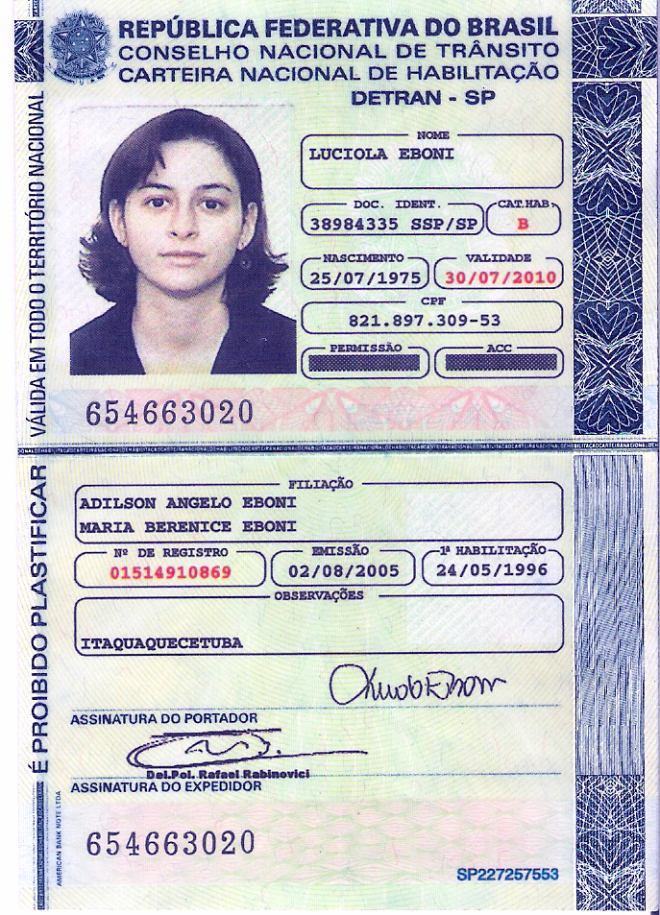 REPÚBLICA FEDERATIVA DO BRASIL
CONSELHO NACIONAL DE TRÂNSITO
CARTEIRA NACIONAL DE HABILITAÇÃO
DETRAN - SP
VÁLIDA EM TODO O TERRITÓRIO NACIONAL
NOME
LUCIOLA EBONI
DOC. IDENT.
CAT.HAB.
38984335 SSP/SP
B
NASCIMENTO
VALIDADE
25/07/1975
30/07/2010
CPF
821.897.309-53
PERMISSÃO
ACC
654663020
É PROIBIDO PLASTIFICAR
FILIAÇÃO
ADILSON ANGELO EBONI
MARIA BERENICE EBONI
Nº DE REGISTRO
EMISSÃO
1ª HABILITAÇÃO
01514910869
02/08/2005
24/05/1996
OBSERVAÇÕES
ITAQUAQUECETUBA
ASSINATURA DO PORTADOR
Del.Pol. Rafael Rabinovici
ASSINATURA DO EXPEDIDOR
AMERICAN BANK NOTE LTDA
654663020
SP227257553